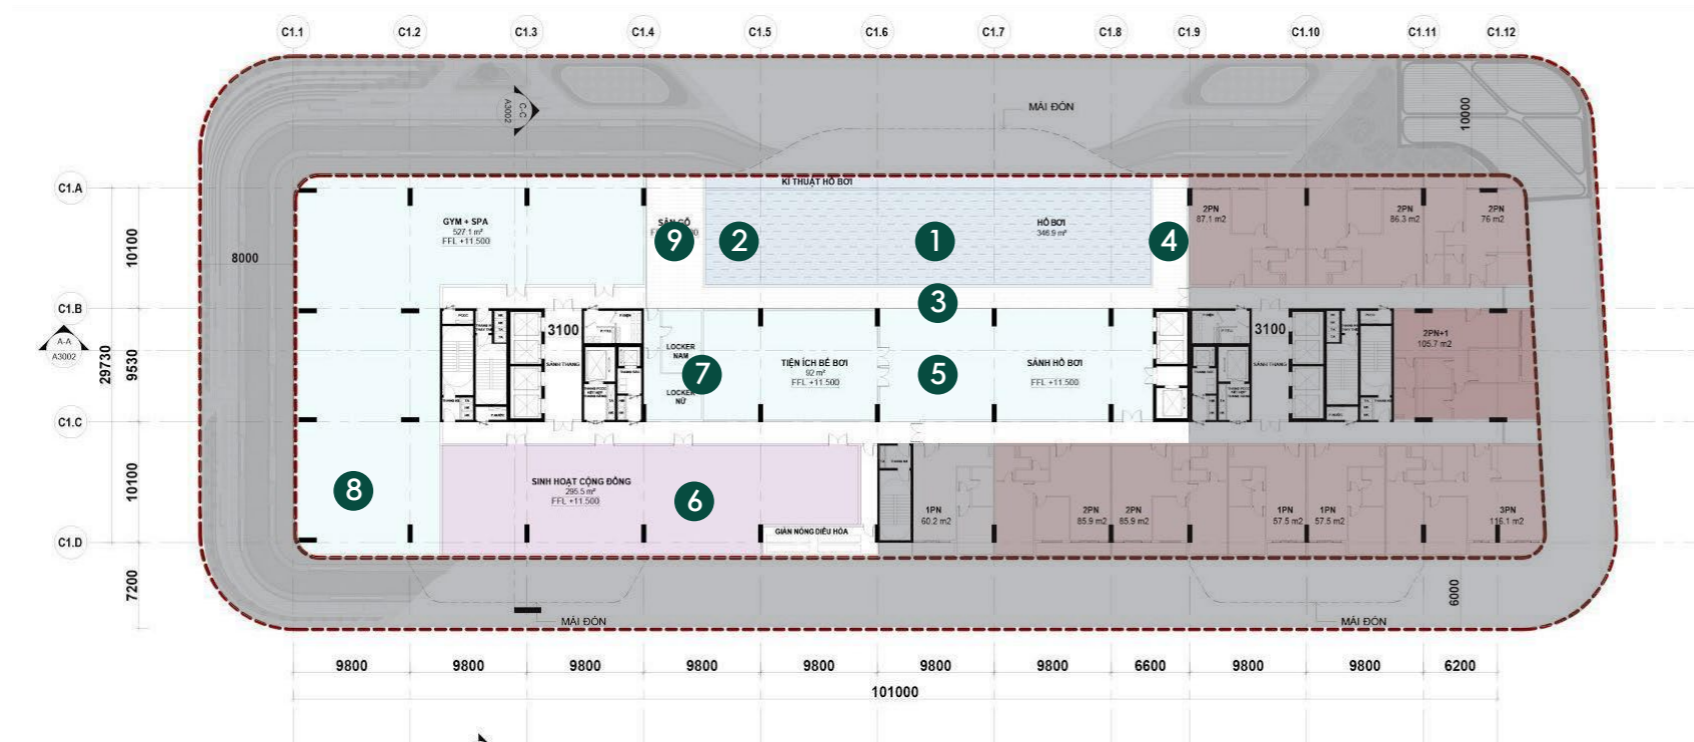 C1.1 C1.2 C1.3 C1.4 C1.5 C1.6 C1.7 C1.8 C1.9 C1.10 C1.11 C1.12
C-C
A3002
MÁI ĐÓN
10000
C1.A
KĨ THUẬT HỒ BƠI
GYM + SPA
527.1 m²
FFL +11.500
SÀN GỖ
9
2
1
HỒ BƠI
346.9 m²
4
2PN
87.1 m2
2PN
86.3 m2
2PN
76 m2
10100
8000
C1.B
3
3100
3100
A-A
A3002
29730
9530
SẢNH THANG
LOCKER
NAM
7
LOCKER
NỮ
TIỆN ÍCH BỂ BƠI
92 m²
FFL +11.500
5
SẢNH HỒ BƠI
FFL +11.500
SẢNH THANG
2PN+1
105.7 m2
C1.C
10100
8
SINH HOẠT CỘNG ĐỒNG
295.5 m²
FFL +11.500
6
GIÀN NÓNG ĐIỀU HÒA
1PN
60.2 m2
2PN
85.9 m2
2PN
85.9 m2
1PN
57.5 m2
1PN
57.5 m2
3PN
116.1 m2
C1.D
7200
6000
MÁI ĐÓN
MÁI ĐÓN
9800 9800 9800 9800 9800 9800 9800 6600 9800 9800 6200
101000